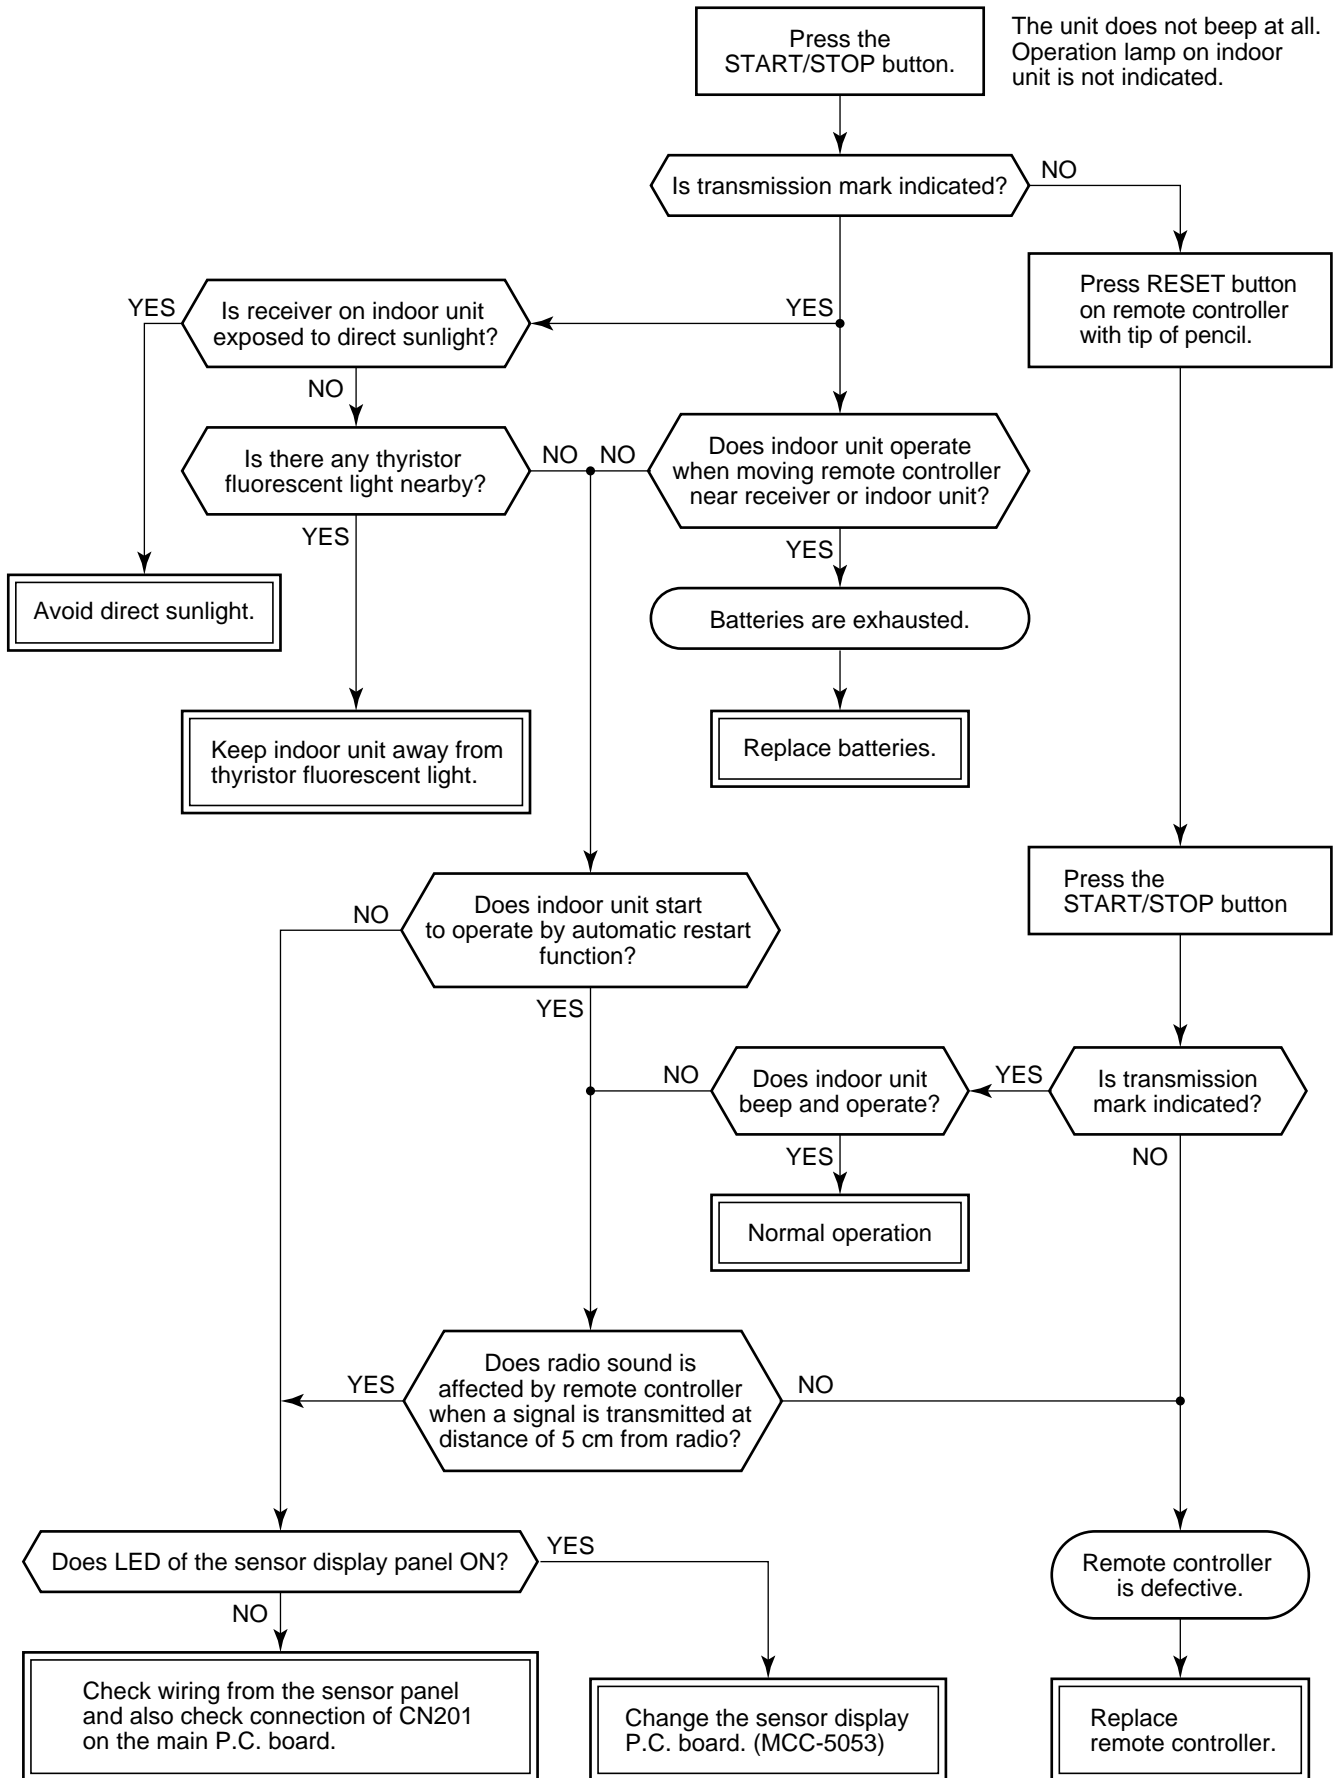 Press the
START/STOP button.
The unit does not beep at all.
Operation lamp on indoor
unit is not indicated.
Is transmission mark indicated?
NO
YES
Is receiver on indoor unit
exposed to direct sunlight?
YES
NO
Press RESET button
on remote controller
with tip of pencil.
Is there any thyristor
fluorescent light nearby?
NO
NO
Does indoor unit operate
when moving remote controller
near receiver or indoor unit?
YES
YES
Avoid direct sunlight.
Batteries are exhausted.
Keep indoor unit away from
thyristor fluorescent light.
Replace batteries.
Press the
START/STOP button
NO
Does indoor unit start
to operate by automatic restart
function?
YES
NO
Does indoor unit
beep and operate?
YES
Is transmission
mark indicated?
YES
NO
Normal operation
YES
Does radio sound is
affected by remote controller
when a signal is transmitted at
distance of 5 cm from radio?
NO
Does LED of the sensor display panel ON?
YES
NO
Remote controller
is defective.
Check wiring from the sensor panel
and also check connection of CN201
on the main P.C. board.
Change the sensor display
P.C. board. (MCC-5053)
Replace
remote controller.